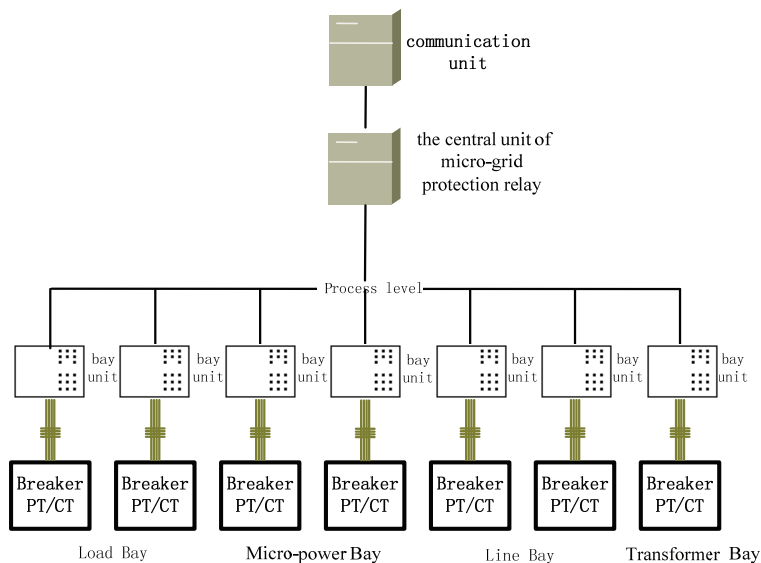 communication
unit
the central unit of
micro-grid
protection relay
Process level
bay
unit
bay
unit
bay
unit
bay
unit
bay
unit
bay
unit
bay
unit
Breaker
PT/CT
Breaker
PT/CT
Breaker
PT/CT
Breaker
PT/CT
Breaker
PT/CT
Breaker
PT/CT
Breaker
PT/CT
Load Bay
Micro-power Bay
Line Bay
Transformer Bay